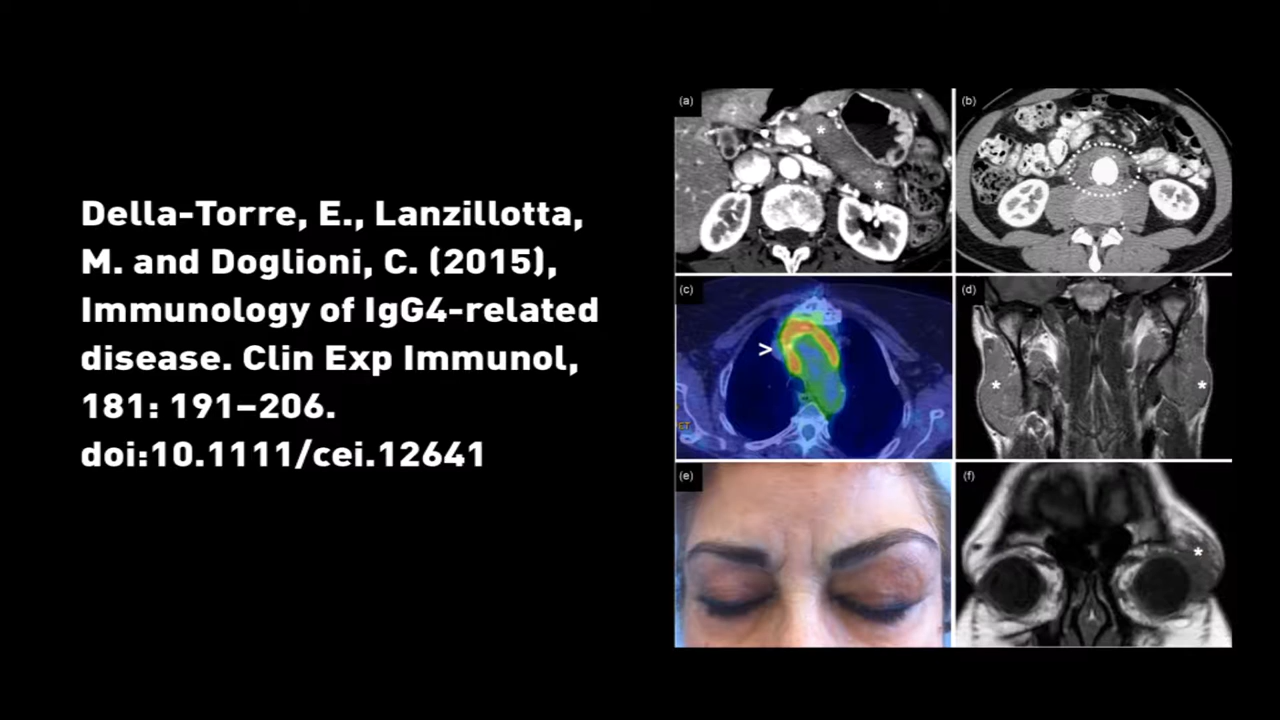 Della-Torre, E., Lanzillotta,
M. and Doglioni, C. (2015),
Immunology of IgG4-related
disease. Clin Exp Immunol,
181: 191–206.
doi:10.1111/cei.12641
(a)
(b)
(c)
(d)
(e)
(f)